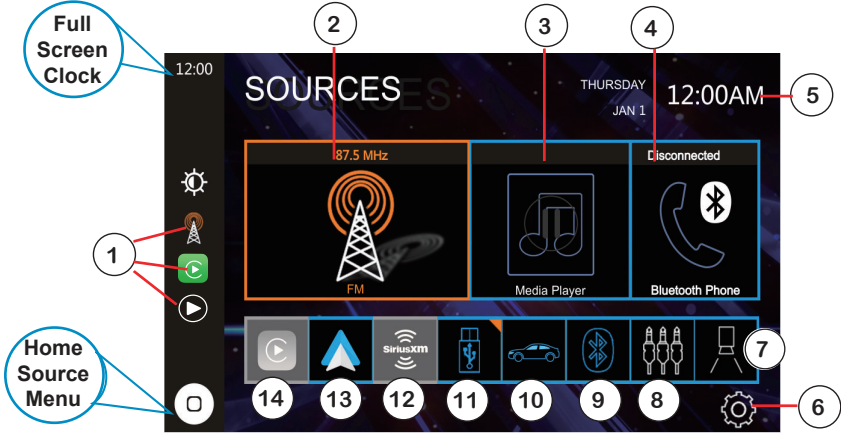 Full
Screen
Clock
2
3
4
12:00
SOURCES
THURSDAY
JAN 1
12:00AM
5
87.5 MHz
Disconnected
1
FM
Media Player
Bluetooth Phone
Home
Source
Menu
SiriusXM
7
14
13
12
11
10
9
8
6